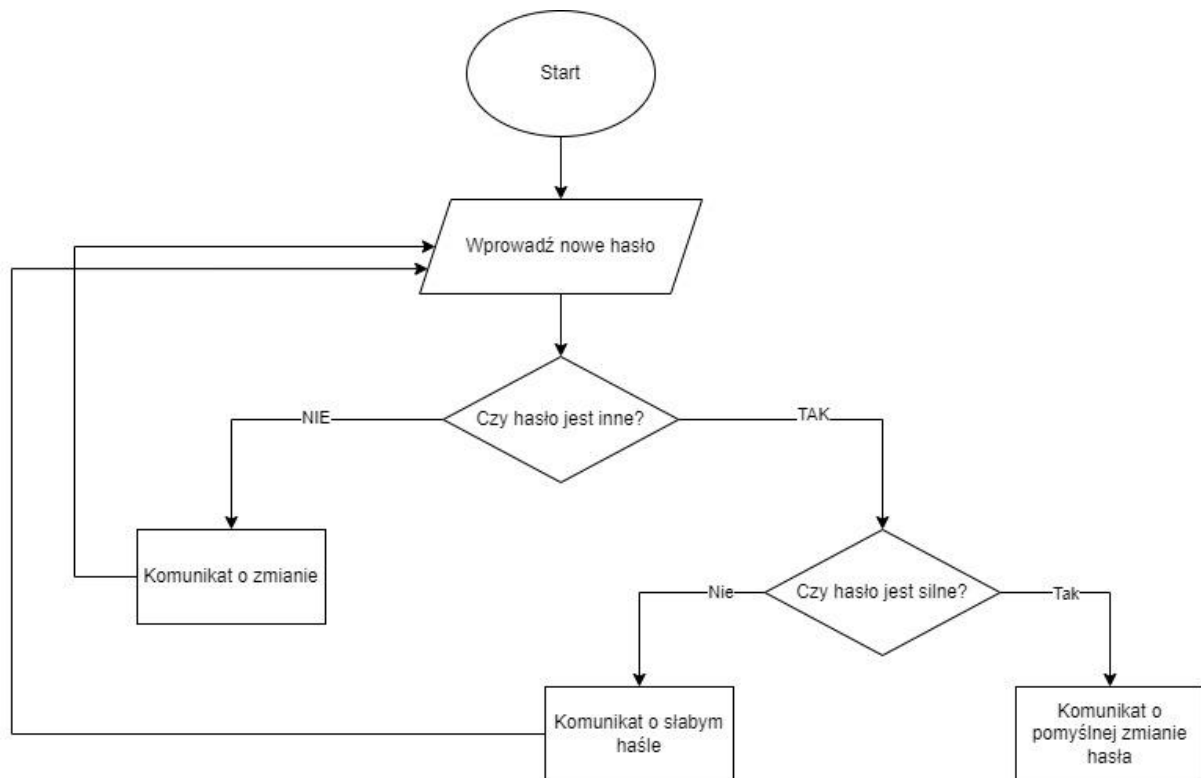 Start
Wprowadź nowe hasło
Czy hasło jest inne?
NIE
TAK
Komunikat o zmianie
Czy hasło jest silne?
Nie
Tak
Komunikat o słabym
haśle
Komunikat o
pomyślnej zmianie
hasła